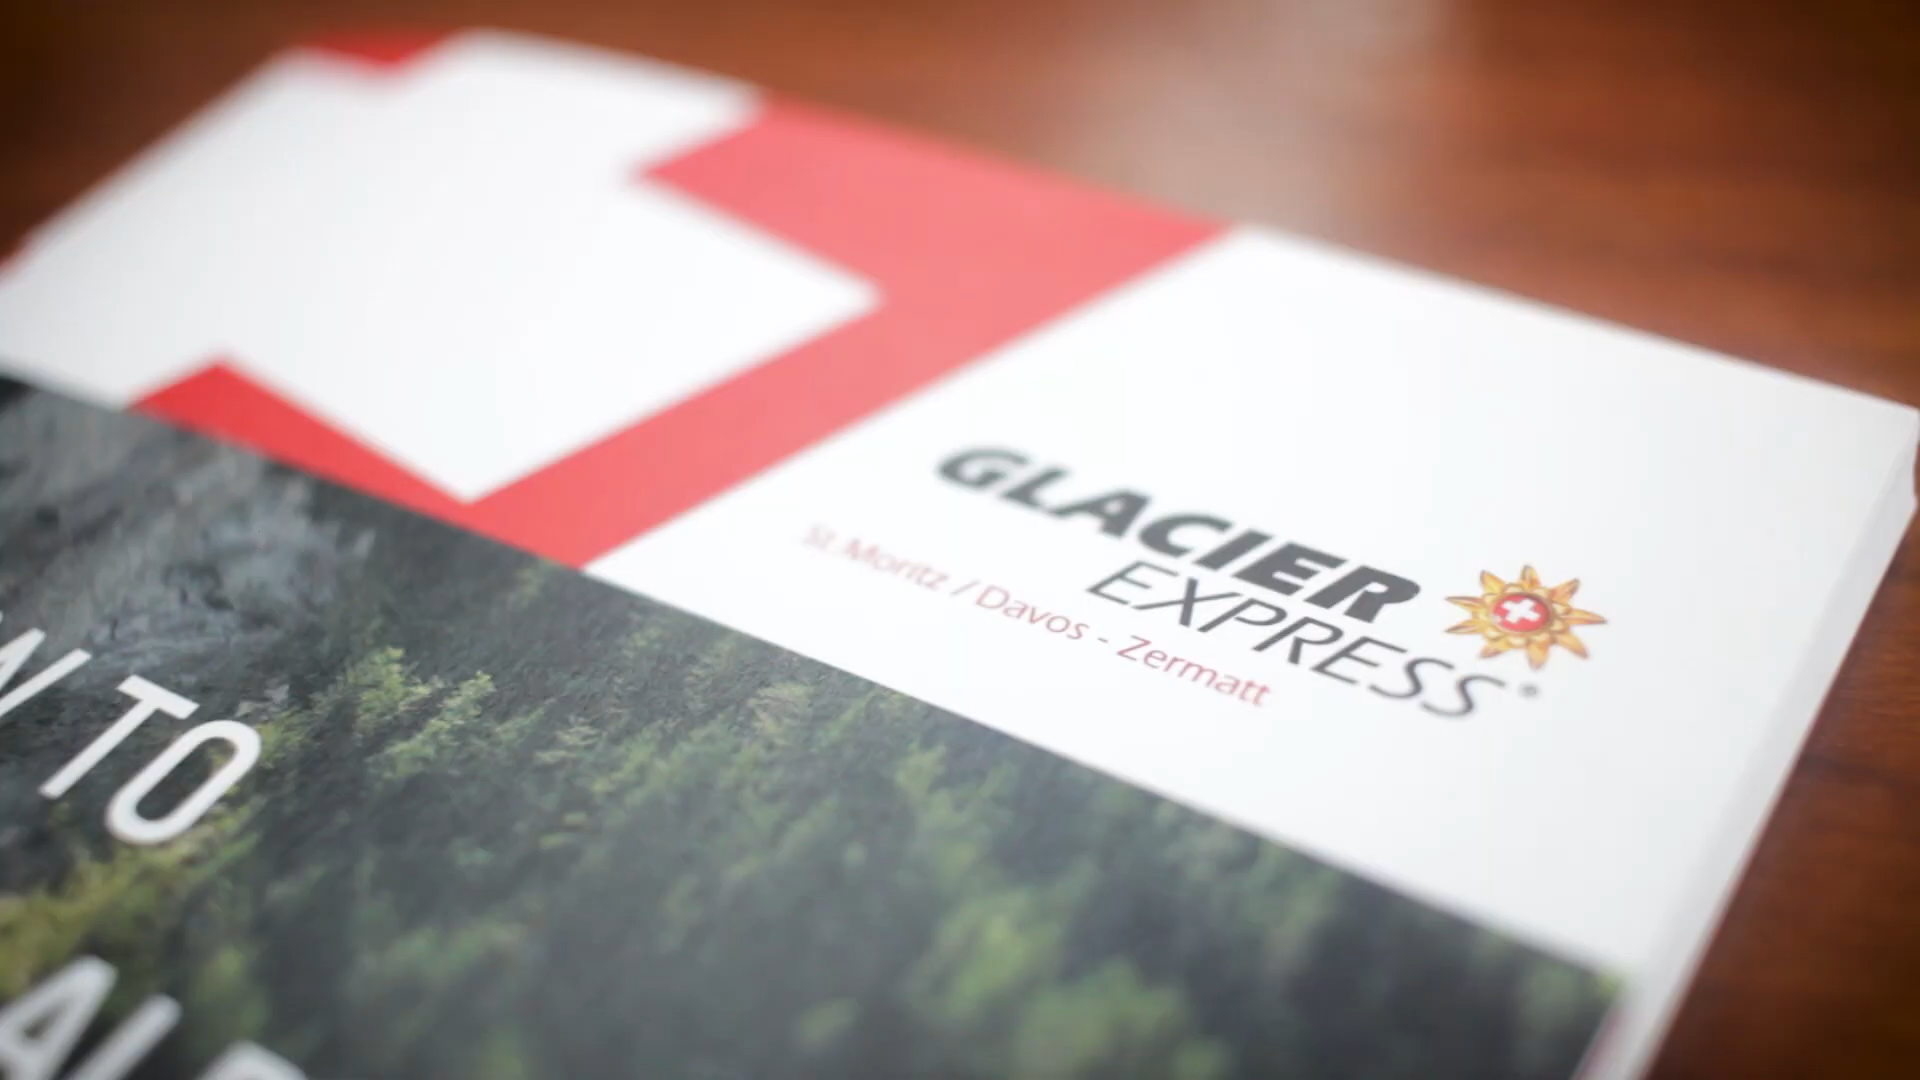 GLACIER
EXPRESS®
St. Moritz / Davos - Zermatt
TO